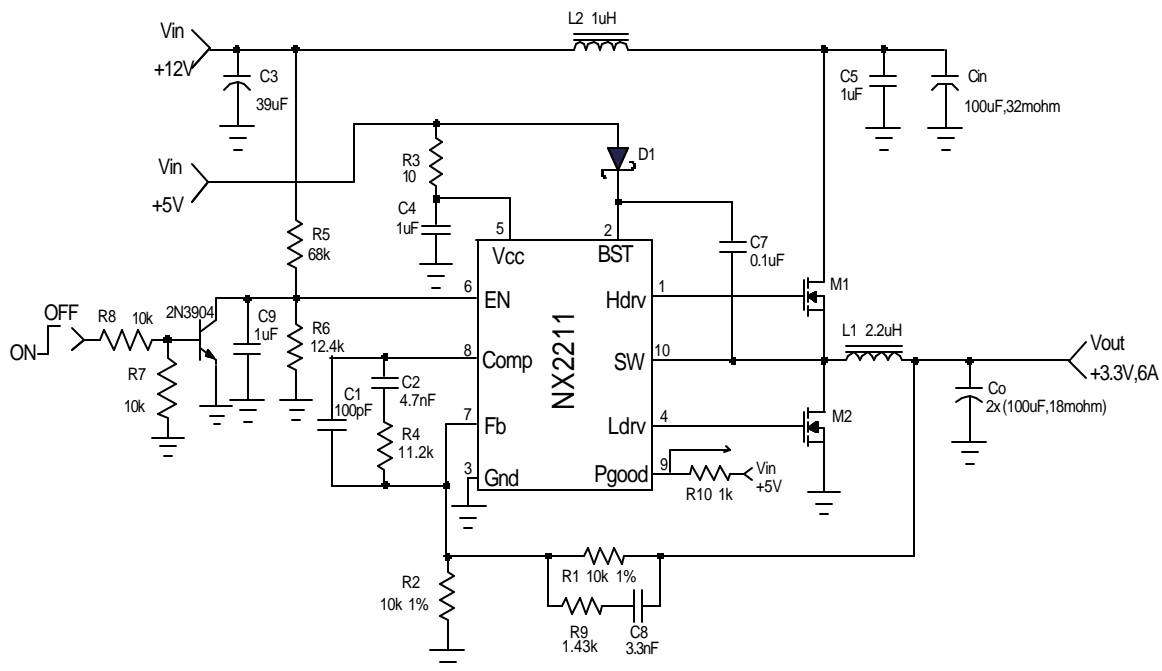 L2 1uH
Vin
+12V
C3
39uF
C5
1uF
Cin
100uF,32mohm
Vin
+5V
R3
10
D1
C4
1uF
5
2
Vcc
BST
C7
0.1uF
R5
68k
6
EN
1
Hdrv
M1
OFF
ON
R8 10k
2N3904
C9
1uF
R6
12.4k
R7
10k
8
Comp
SW
10
L1 2.2uH
Vout
+3.3V,6A
C1
100pF
C2
4.7nF
R4
11.2k
NX2211
Co
2x(100uF,18mohm)
7
Fb
Ldrv
4
M2
3
Gnd
Pgood
9
Vin
+5V
R10 1k
R2
10k 1%
R1 10k 1%
R9
1.43k
C8
3.3nF